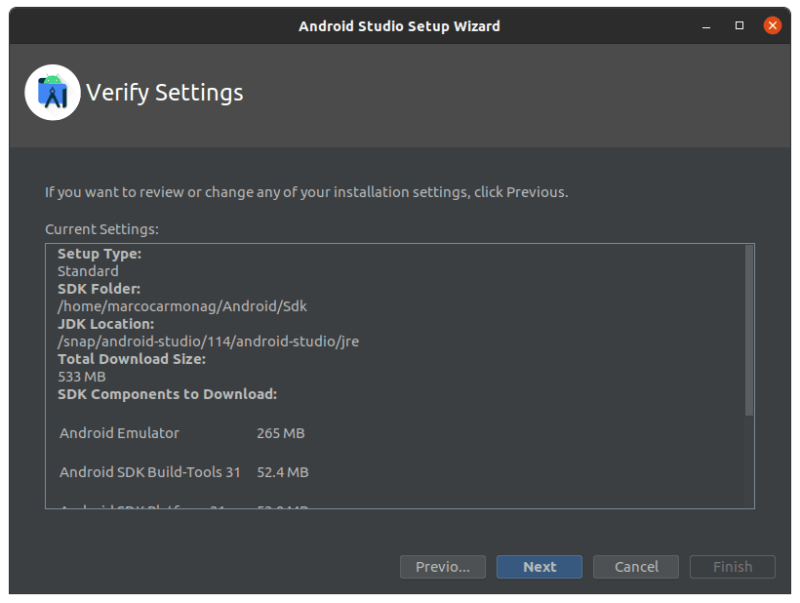 Android Studio Setup Wizard
Verify Settings
If you want to review or change any of your installation settings, click Previous.
Current Settings:
Setup Type:
Standard
SDK Folder:
/home/marcocarmonag/Android/Sdk
JDK Location:
/snap/android-studio/114/android-studio/jre
Total Download Size:
533 MB
SDK Components to Download:
Android Emulator 265 MB
Android SDK Build-Tools 31 52.4 MB
Android SDK
Previo... Next Cancel Finish